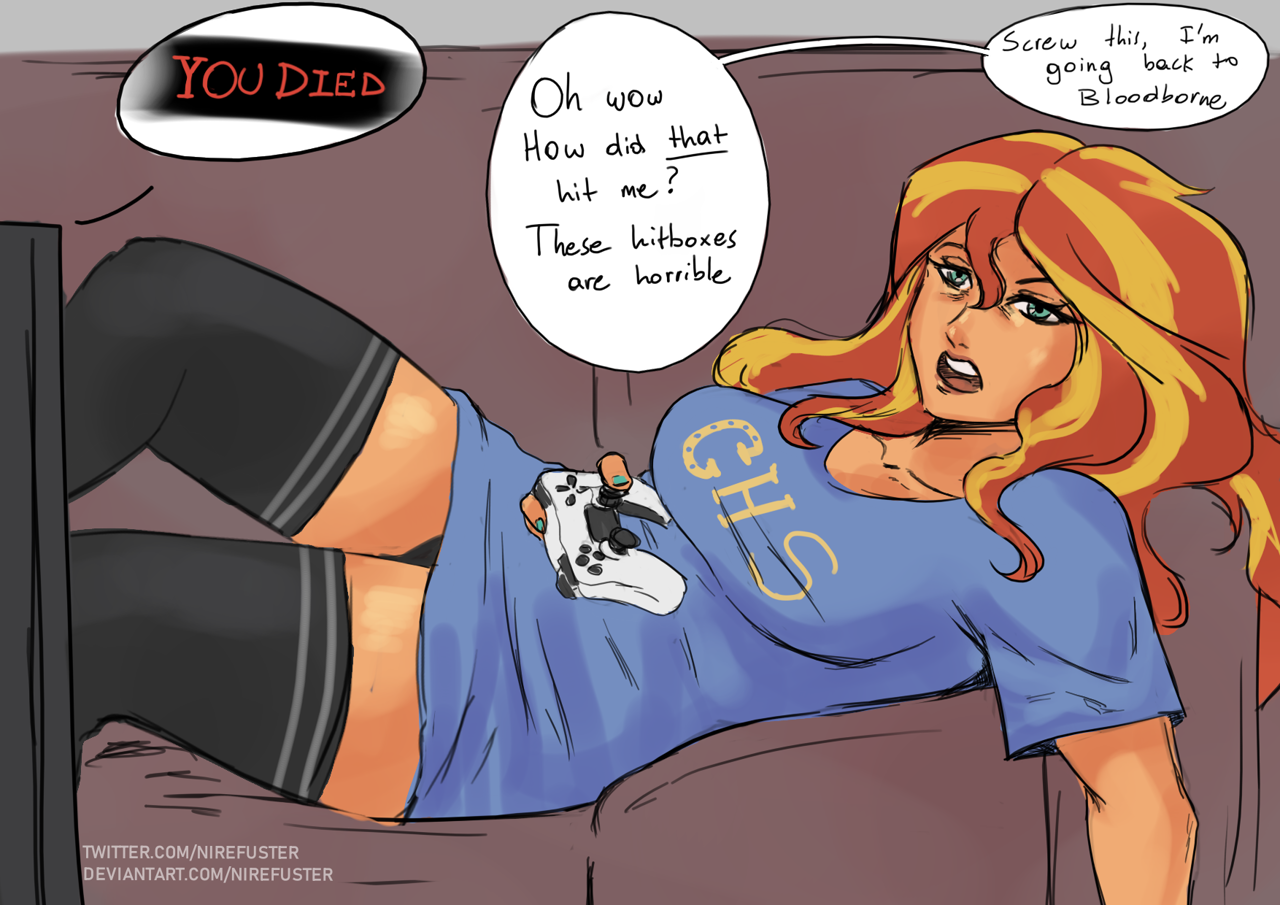 YOU DIED
Oh wow
How did that
hit me?
These hitboxes
are horrible
Screw this, I'm
going back to
Bloodborne
CHS
TWITTER.COM/NIREFUSTER
DEVIANTART.COM/NIREFUSTER